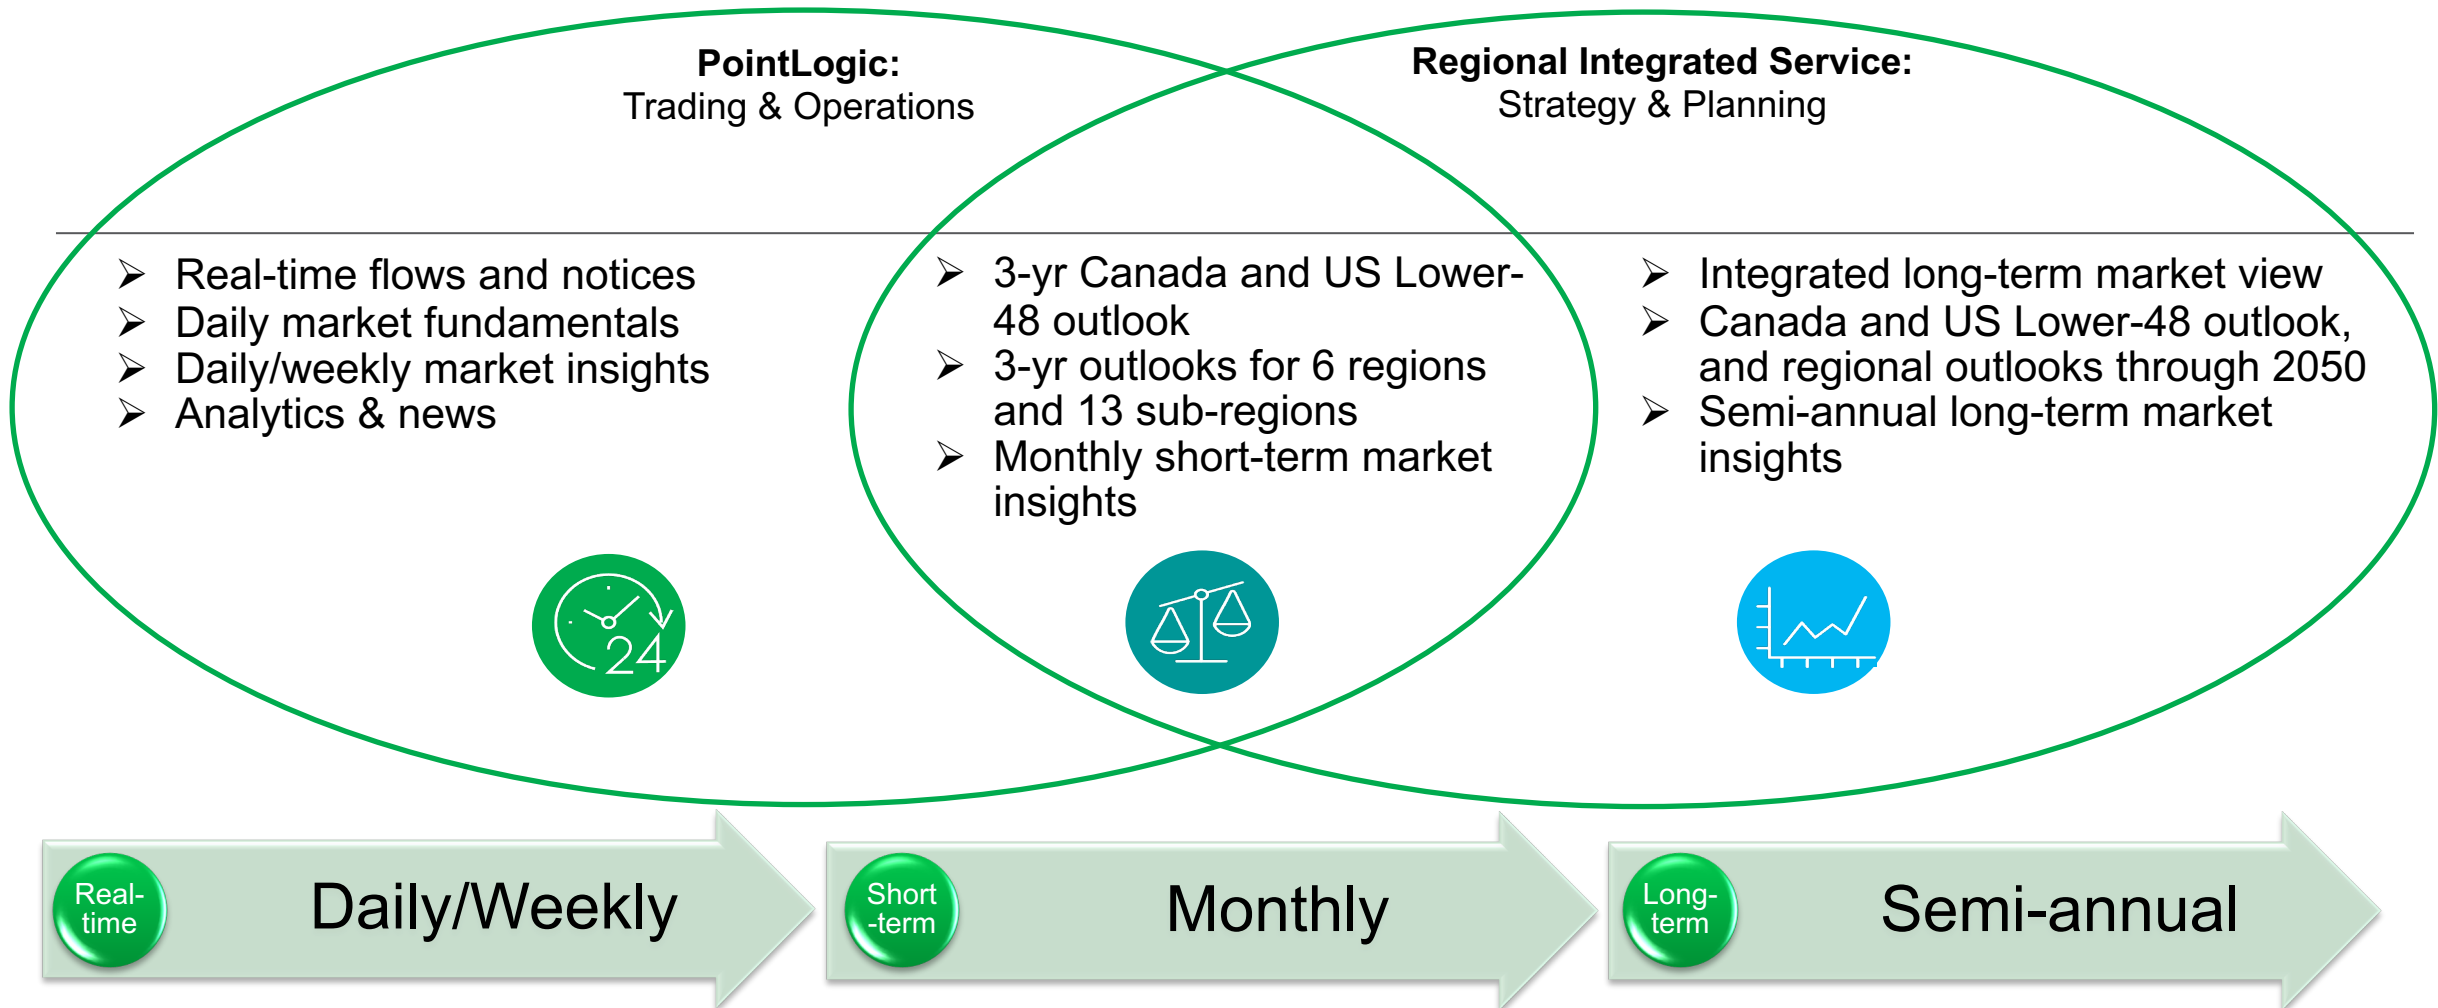 PointLogic:
Trading & Operations
Regional Integrated Service:
Strategy & Planning
➢ Real-time flows and notices
➢ Daily market fundamentals
➢ Daily/weekly market insights
➢ Analytics & news
➢ 3-yr Canada and US Lower-
48 outlook
➢ 3-yr outlooks for 6 regions
and 13 sub-regions
➢ Monthly short-term market
insights
➢ Integrated long-term market view
➢ Canada and US Lower-48 outlook,
and regional outlooks through 2050
➢ Semi-annual long-term market
insights
24
Real-
time
Daily/Weekly
Short
-term
Monthly
Long-
term
Semi-annual